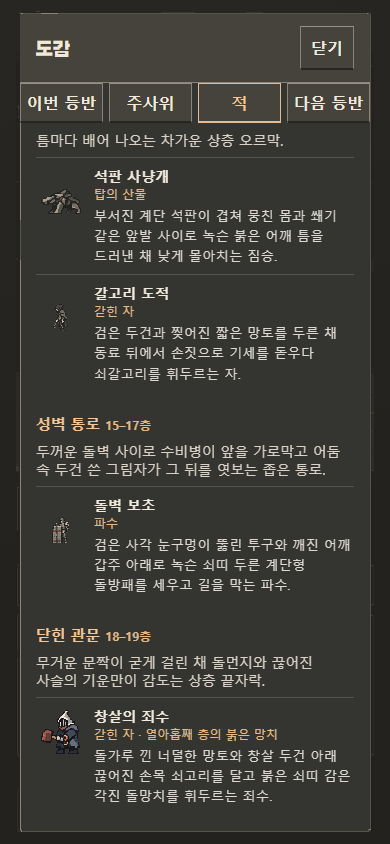 도감
닫기
이번 등반
주사위
적
다음 등반
틈마다 배어 나오는 차가운 상층 오르막.
석판 사냥개
탑의 산물
부서진 계단 석판이 겹쳐 뭉친 몸과 쐐기
같은 앞발 사이로 녹슨 붉은 어깨 틈을
드러낸 채 낮게 몰아치는 짐승.
갈고리 도적
갇힌 자
검은 두건과 찢어진 짧은 망토를 두른 채
동료 뒤에서 손짓으로 기세를 돋우다
쇠갈고리를 휘두르는 자.
성벽 통로 15–17층
두꺼운 돌벽 사이로 수비병이 앞을 가로막고 어둠
속 두건 쓴 그림자가 그 뒤를 엿보는 좁은 통로.
돌벽 보초
파수
검은 사각 눈구멍이 뚫린 투구와 깨진 어깨
갑주 아래로 녹슨 쇠띠 두른 계단형
돌방패를 세우고 길을 막는 파수.
닫힌 관문 18–19층
무거운 문짝이 굳게 걸린 채 돌먼지와 끊어진
사슬의 기운만이 감도는 상층 끝자락.
창살의 죄수
갇힌 자 · 열아홉째 층의 붉은 망치
돌가루 낀 너덜한 망토와 창살 두건 아래
끊어진 손목 쇠고리를 달고 붉은 쇠띠 감은
각진 돌망치를 휘두르는 죄수.